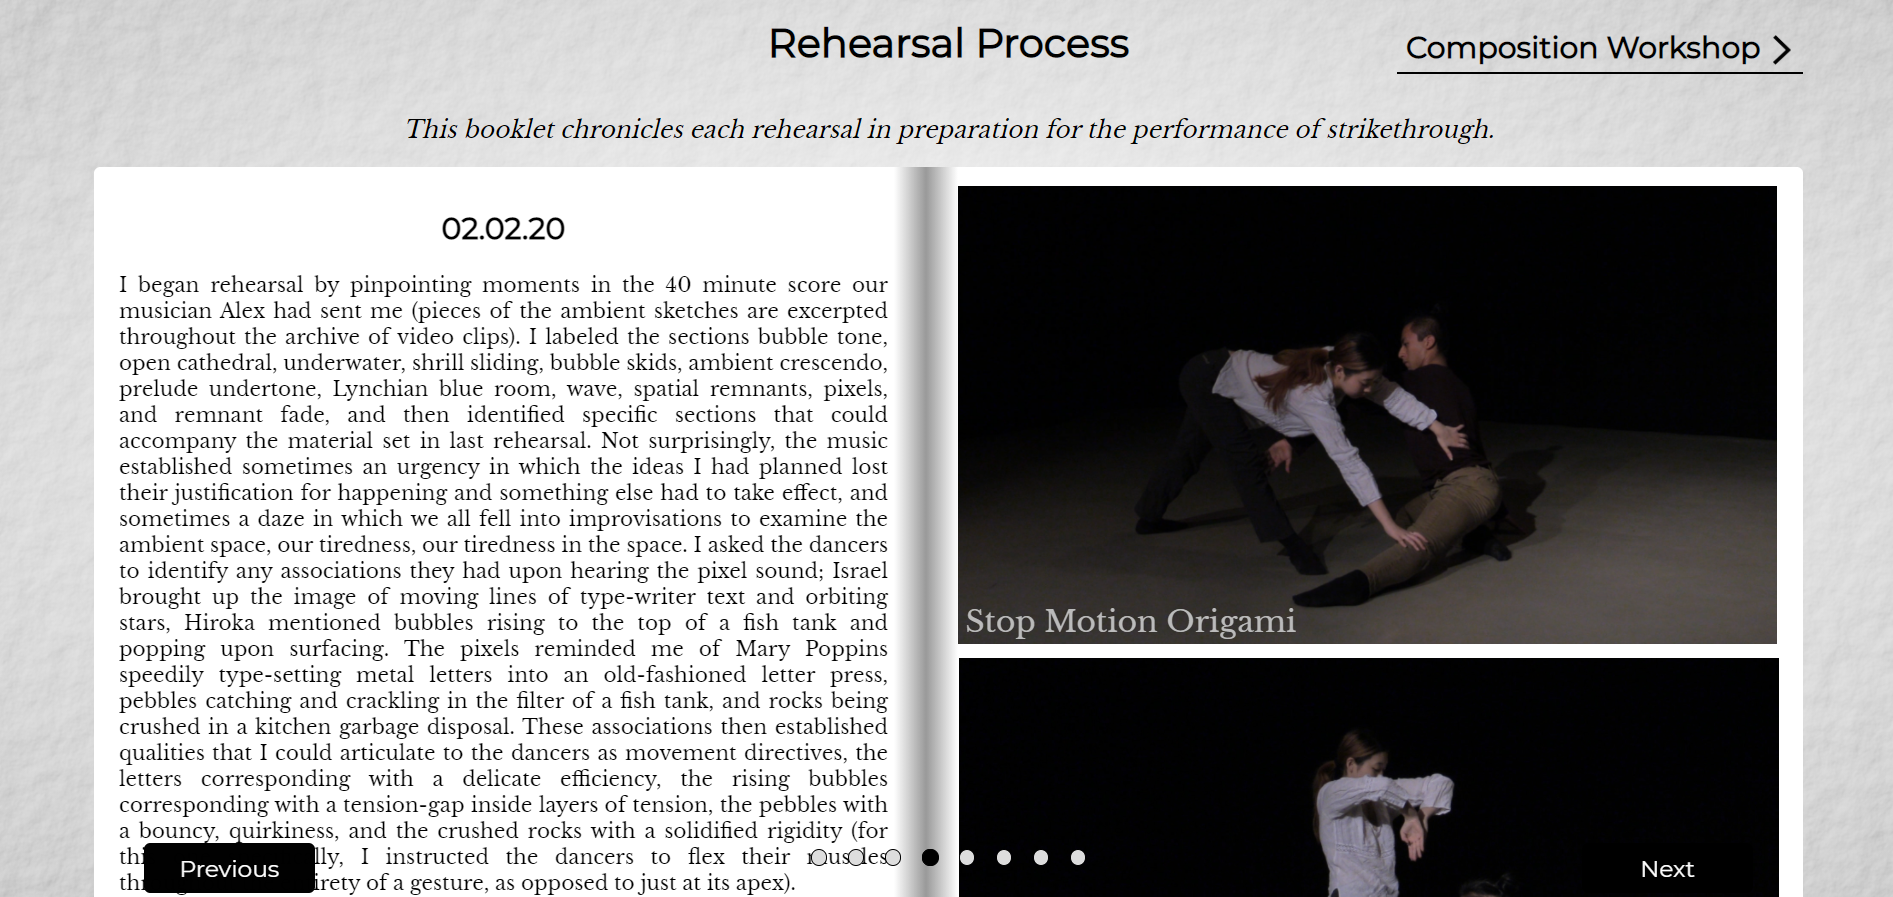 Rehearsal Process
Composition Workshop
This booklet chronicles each rehearsal in preparation for the performance of strikethrough.
02.02.20
I began rehearsal by pinpointing moments in the 40 minute score our
musician Alex had sent me (pieces of the ambient sketches are excerpted
throughout the archive of video clips). I labeled the sections bubble tone,
open cathedral, underwater, shrill sliding, bubble skids, ambient crescendo,
prelude undertone, Lynchian blue room, wave, spatial remnants, pixels,
and remnant fade, and then identified specific sections that could
accompany the material set in last rehearsal. Not surprisingly, the music
established sometimes an urgency in which the ideas I had planned lost
their justification for happening and something else had to take effect, and
sometimes a daze in which we all fell into improvisations to examine the
ambient space, our tiredness, our tiredness in the space. I asked the dancers
to identify any associations they had upon hearing the pixel sound; Israel
brought up the image of moving lines of type-writer text and orbiting
stars, Hiroka mentioned bubbles rising to the top of a fish tank and
popping upon surfacing. The pixels reminded me of Mary Poppins
speedily type-setting metal letters into an old-fashioned letter press,
pebbles catching and crackling in the filter of a fish tank, and rocks being
crushed in a kitchen garbage disposal. These associations then established
qualities that I could articulate to the dancers as movement directives, the
letters corresponding with a delicate efficiency, the rising bubbles
corresponding with a tension-gap inside layers of tension, the pebbles with
a bouncy, quirkiness, and the crushed rocks with a solidified rigidity (for
I instructed the dancers to flex their muscles
of a gesture, as opposed to just at its apex).
Previous
Stop Motion Origami
Next